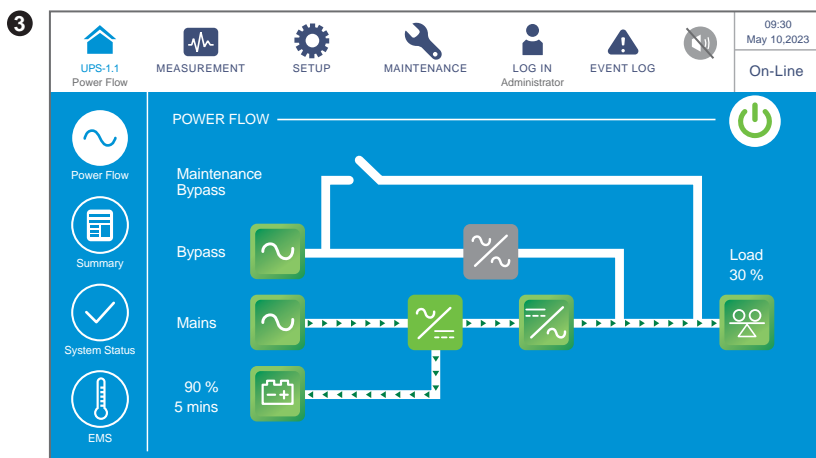 3
09:30
May 10,2023
UPS-1.1
Power Flow
MEASUREMENT
SETUP
MAINTENANCE
LOG IN
Administrator
EVENT LOG
On-Line
POWER FLOW
Power Flow
Maintenance
Bypass
Summary
Bypass
Load
30 %
System Status
Mains
90 %
5 mins
EMS